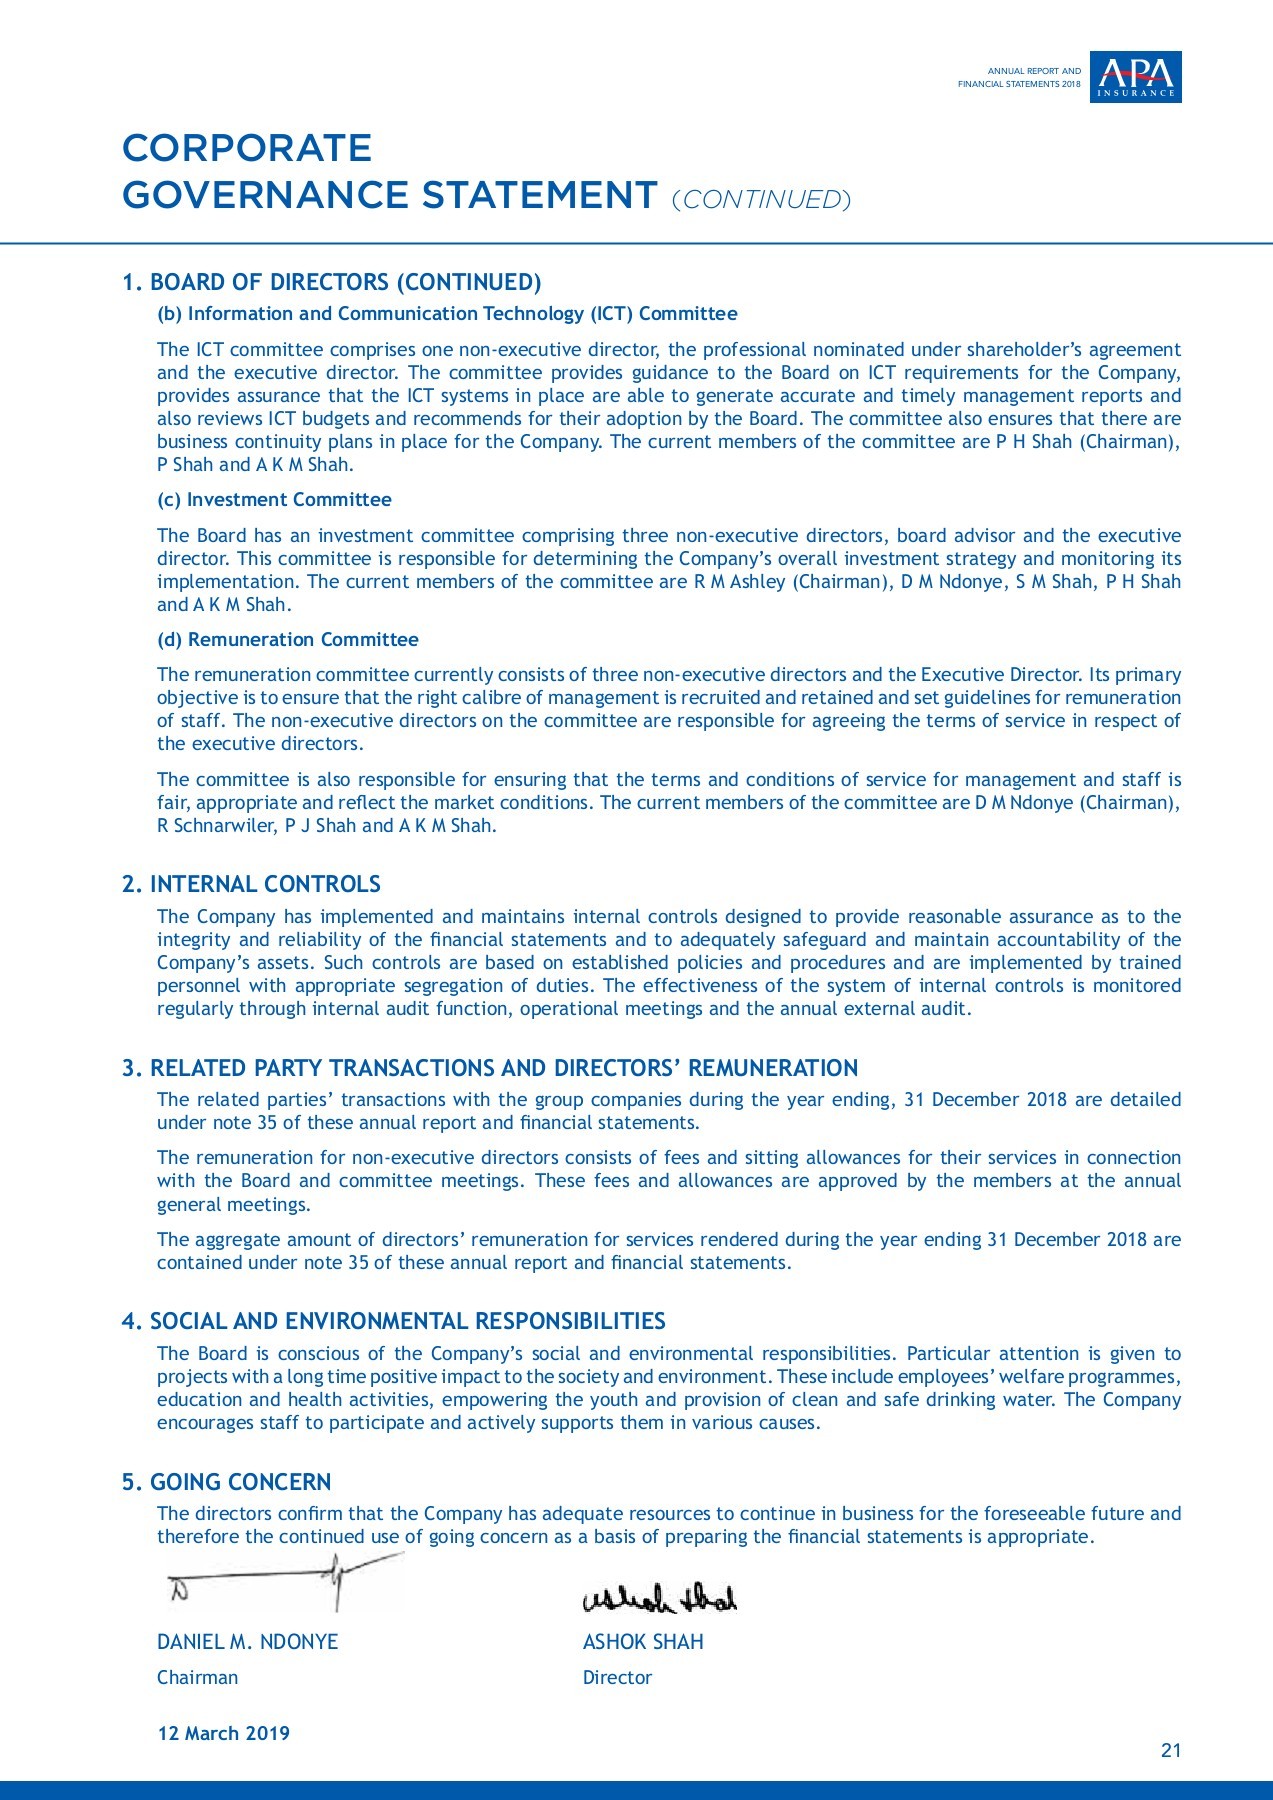 ANNUAL REPORT AND
FINANCIAL STATEMENTS 2018
APA
INSURANCE
CORPORATE
GOVERNANCE STATEMENT (CONTINUED)
1. BOARD OF DIRECTORS (CONTINUED)
(b) Information and Communication Technology (ICT) Committee
The ICT committee comprises one non-executive director, the professional nominated under shareholder’s agreement
and the executive director. The committee provides guidance to the Board on ICT requirements for the Company,
provides assurance that the ICT systems in place are able to generate accurate and timely management reports and
also reviews ICT budgets and recommends for their adoption by the Board. The committee also ensures that there are
business continuity plans in place for the Company. The current members of the committee are P H Shah (Chairman),
P Shah and A K M Shah.
(c) Investment Committee
The Board has an investment committee comprising three non-executive directors, board advisor and the executive
director. This committee is responsible for determining the Company’s overall investment strategy and monitoring its
implementation. The current members of the committee are R M Ashley (Chairman), D M Ndonye, S M Shah, P H Shah
and A K M Shah.
(d) Remuneration Committee
The remuneration committee currently consists of three non-executive directors and the Executive Director. Its primary
objective is to ensure that the right calibre of management is recruited and retained and set guidelines for remuneration
of staff. The non-executive directors on the committee are responsible for agreeing the terms of service in respect of
the executive directors.
The committee is also responsible for ensuring that the terms and conditions of service for management and staff is
fair, appropriate and reflect the market conditions. The current members of the committee are D M Ndonye (Chairman),
R Schnarwiler, P J Shah and A K M Shah.
2. INTERNAL CONTROLS
The Company has implemented and maintains internal controls designed to provide reasonable assurance as to the
integrity and reliability of the financial statements and to adequately safeguard and maintain accountability of the
Company’s assets. Such controls are based on established policies and procedures and are implemented by trained
personnel with appropriate segregation of duties. The effectiveness of the system of internal controls is monitored
regularly through internal audit function, operational meetings and the annual external audit.
3. RELATED PARTY TRANSACTIONS AND DIRECTORS’ REMUNERATION
The related parties’ transactions with the group companies during the year ending, 31 December 2018 are detailed
under note 35 of these annual report and financial statements.
The remuneration for non-executive directors consists of fees and sitting allowances for their services in connection
with the Board and committee meetings. These fees and allowances are approved by the members at the annual
general meetings.
The aggregate amount of directors’ remuneration for services rendered during the year ending 31 December 2018 are
contained under note 35 of these annual report and financial statements.
4. SOCIAL AND ENVIRONMENTAL RESPONSIBILITIES
The Board is conscious of the Company’s social and environmental responsibilities. Particular attention is given to
projects with a long time positive impact to the society and environment. These include employees’ welfare programmes,
education and health activities, empowering the youth and provision of clean and safe drinking water. The Company
encourages staff to participate and actively supports them in various causes.
5. GOING CONCERN
The directors confirm that the Company has adequate resources to continue in business for the foreseeable future and
therefore the continued use of going concern as a basis of preparing the financial statements is appropriate.
Ashok Shah
DANIEL M. NDONYE
ASHOK SHAH
Chairman
Director
12 March 2019
21